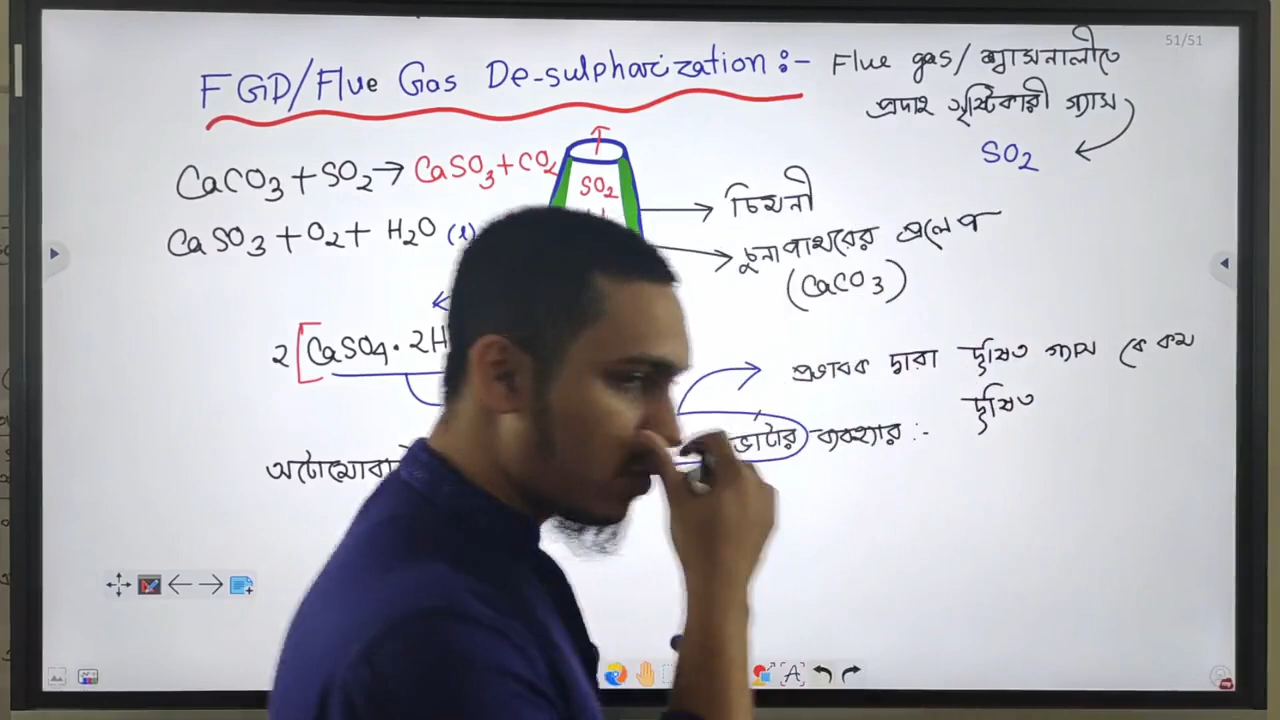 51/51
FGD/Flue Gas De-sulpharization :-
Flue gas/ শ্বাসনালীতে
প্রদাহ সৃষ্টিকারী গ্যাস
SO₂
CaCO₃ + SO₂ → CaSO₃ + CO₂
SO₂
চিমনী
CaSO₃ + O₂ + H₂O (l)
চুনাপাথরের প্রলেপ
(CaCO₃)
2 [CaSO₄·2H
প্রভাবক দ্বারা দূষিত গ্যাস কে কম
দূষিত
ভার্টার ব্যবহার :-
অটোমোবা